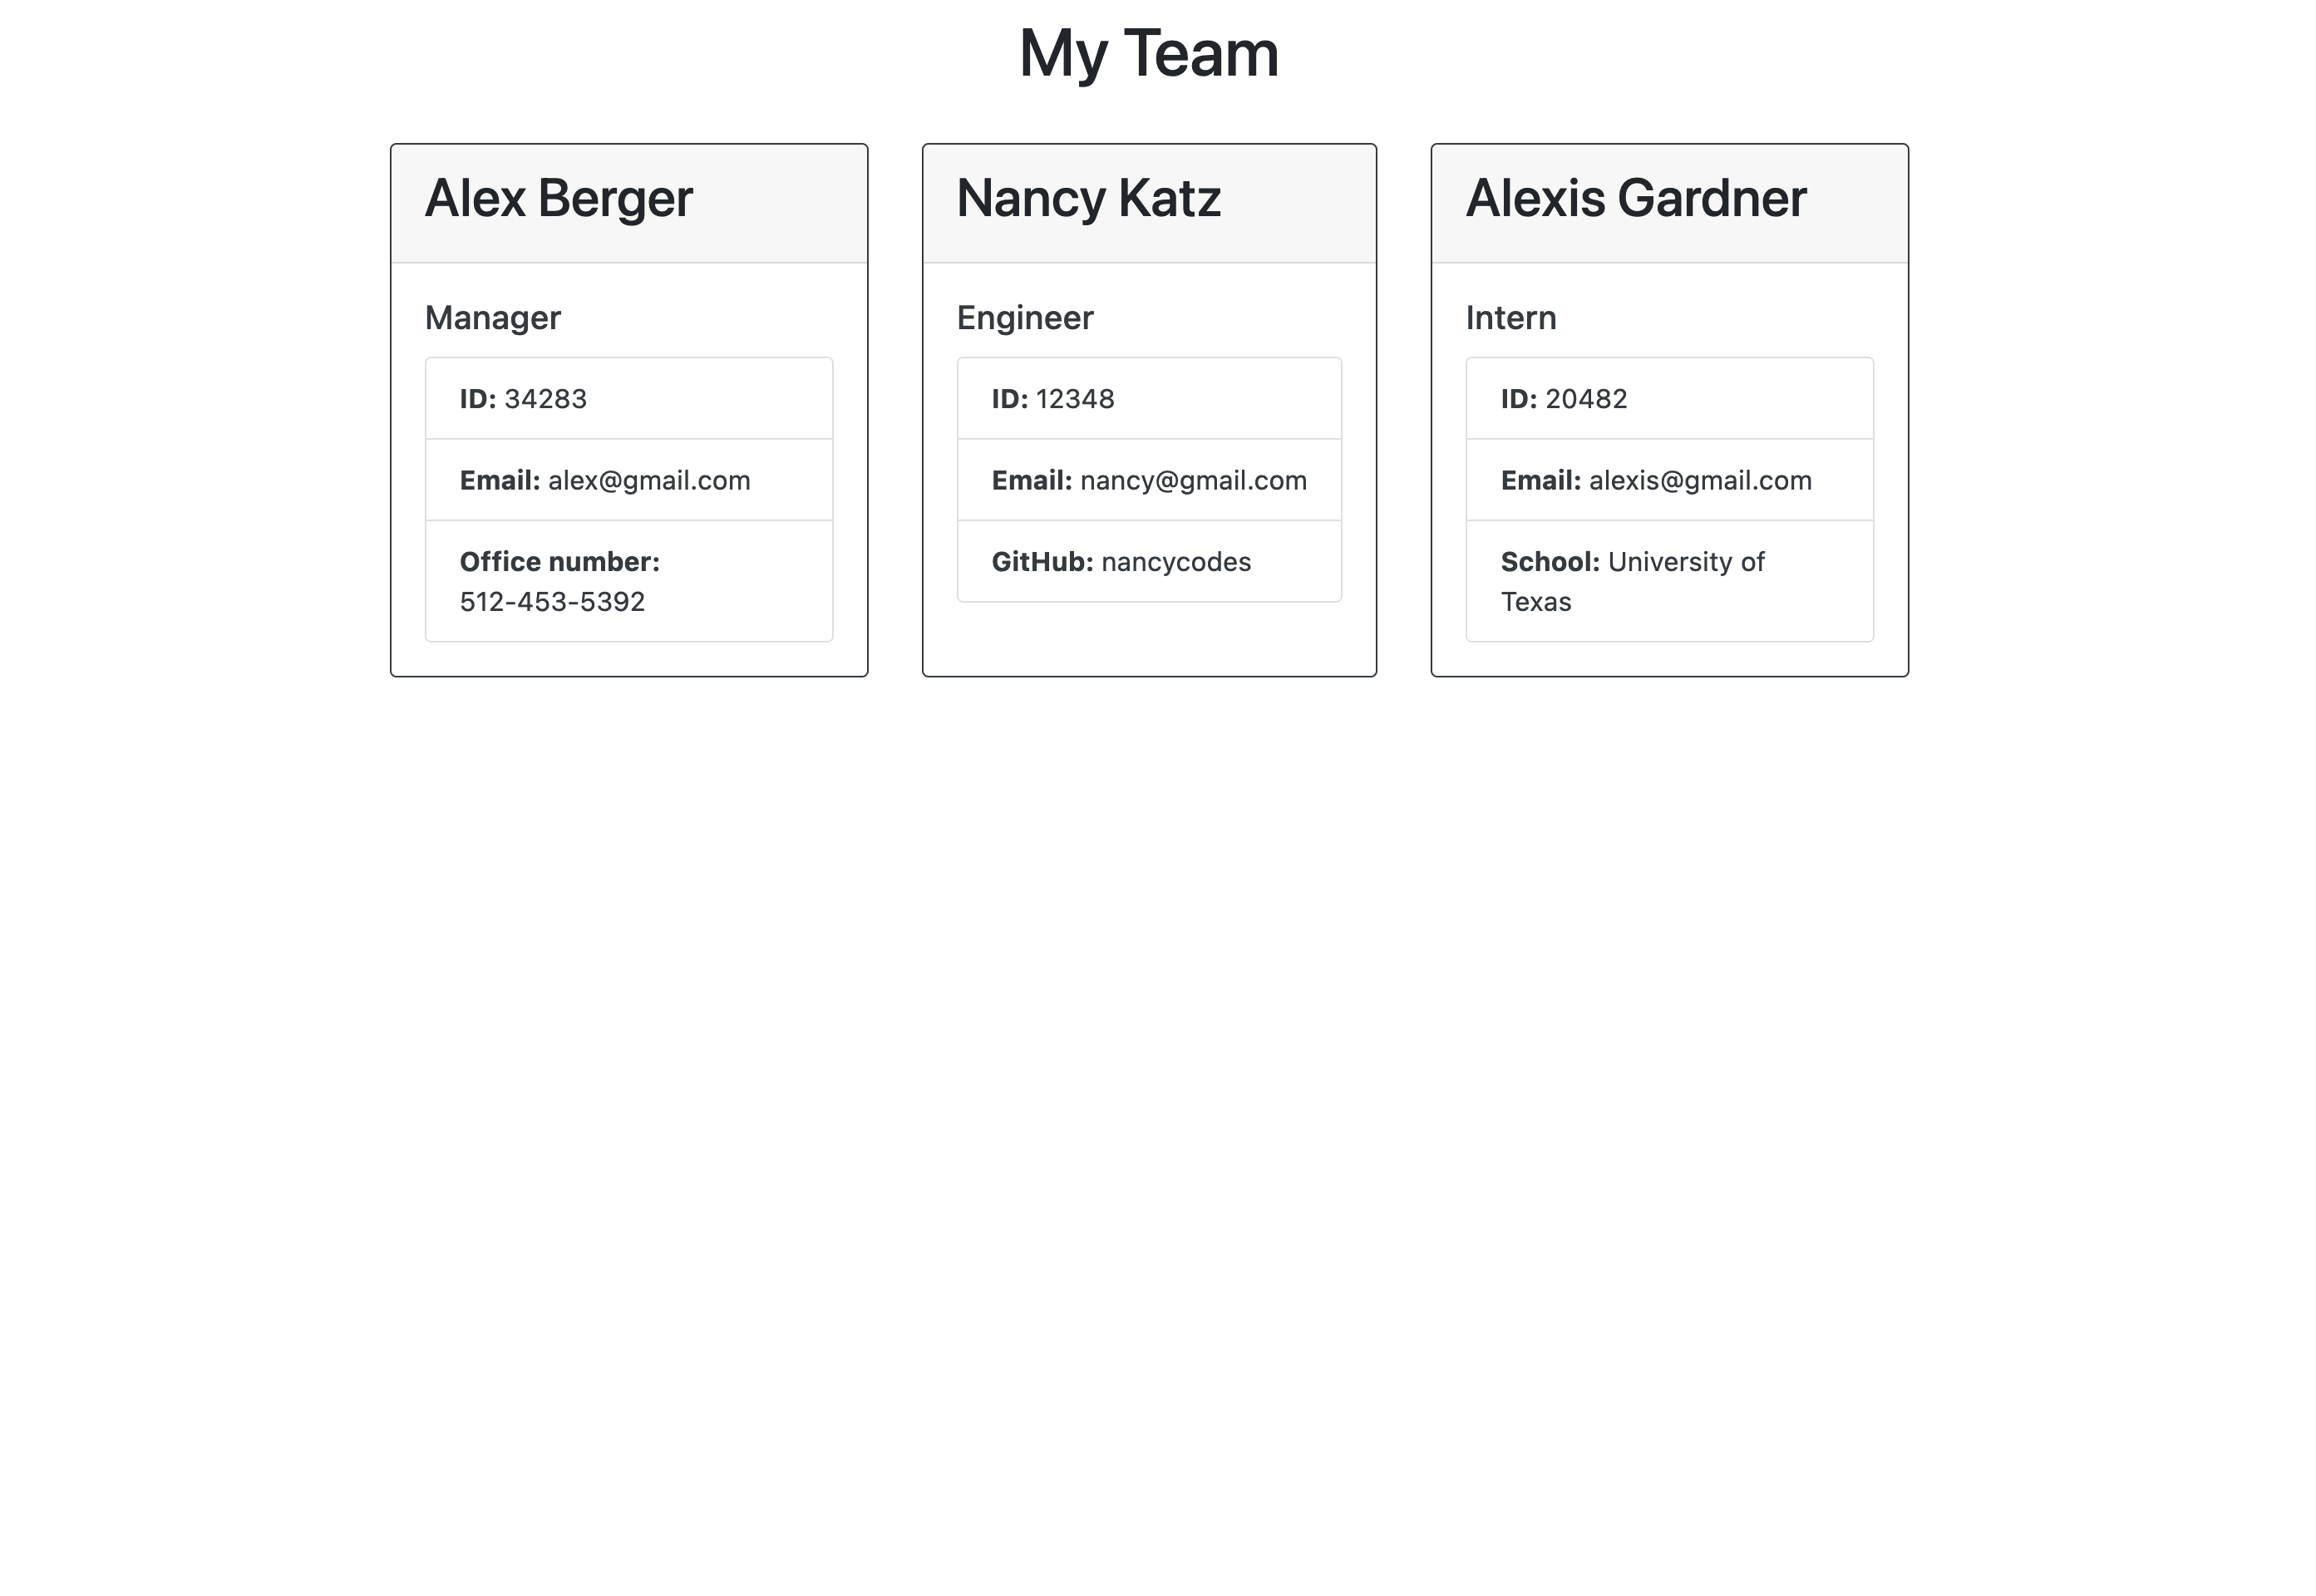 My Team
Alex Berger
Manager
ID: 34283
Email: alex@gmail.com
Office number:
512-453-5392
Nancy Katz
Engineer
ID: 12348
Email: nancy@gmail.com
GitHub: nancycodes
Alexis Gardner
Intern
ID: 20482
Email: alexis@gmail.com
School: University of
Texas